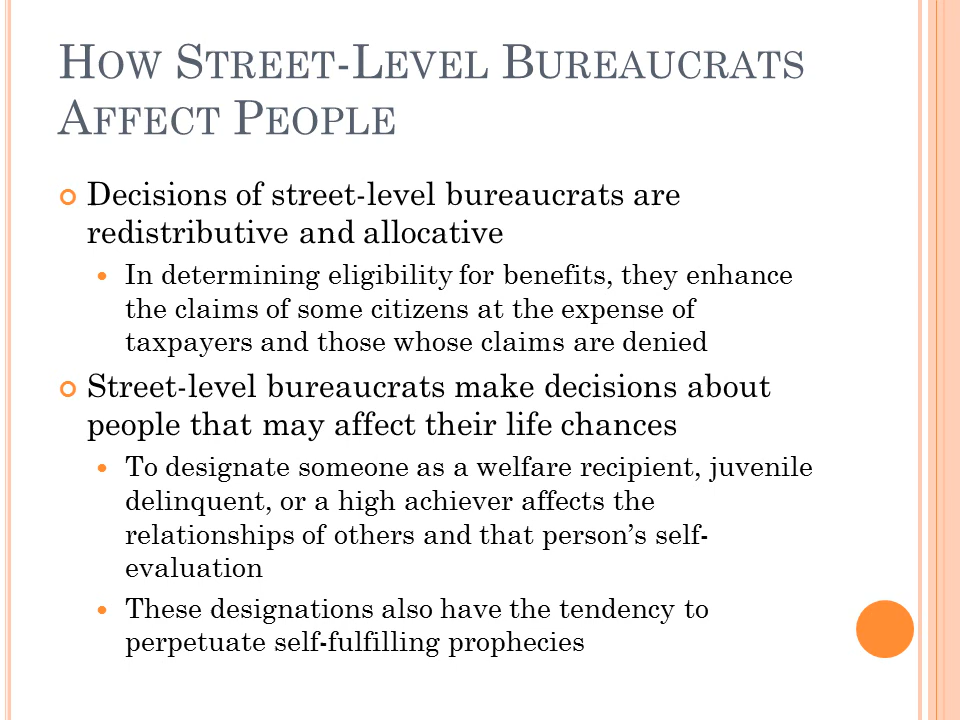 How Street-Level Bureaucrats
Affect People
Decisions of street-level bureaucrats are
redistributive and allocative
In determining eligibility for benefits, they enhance
the claims of some citizens at the expense of
taxpayers and those whose claims are denied
Street-level bureaucrats make decisions about
people that may affect their life chances
To designate someone as a welfare recipient, juvenile
delinquent, or a high achiever affects the
relationships of others and that person's self-
evaluation
These designations also have the tendency to
perpetuate self-fulfilling prophecies